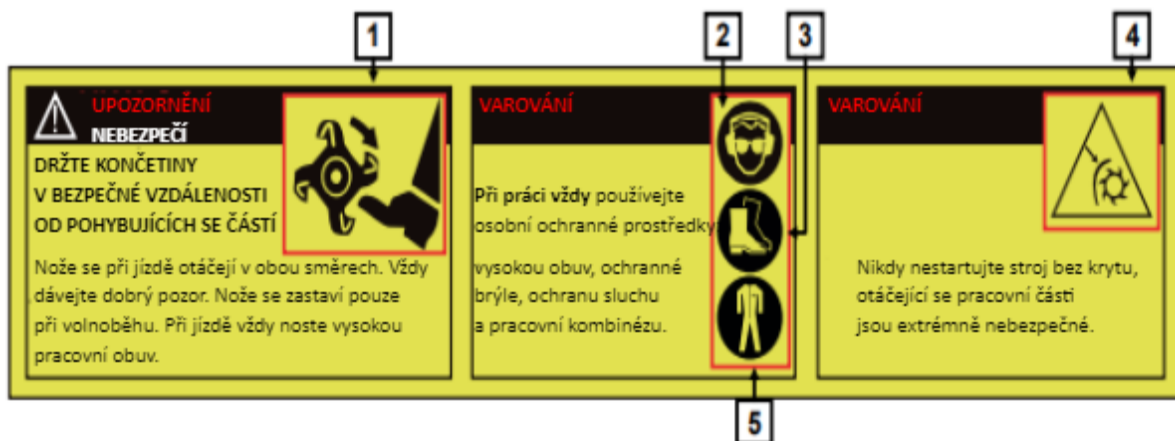 1
2
3
4
UPOZORNĚNÍ
NEBEZPEČÍ
DRŽTE KONČETINY
V BEZPEČNÉ VZDÁLENOSTI
OD POHYBUJÍCÍCH SE ČÁSTÍ
Nože se při jízdě otáčejí v obou směrech. Vždy
dávejte dobrý pozor. Nože se zastaví pouze
při volnoběhu. Při jízdě vždy noste vysokou
pracovní obuv.
VAROVÁNÍ
Při práci vždy používejte
osobní ochranné prostředky
vysokou obuv, ochranné
brýle, ochranu sluchu
a pracovní kombinézu.
VAROVÁNÍ
Nikdy nestartujte stroj bez krytu,
otáčející se pracovní částí
jsou extrémně nebezpečné.
5